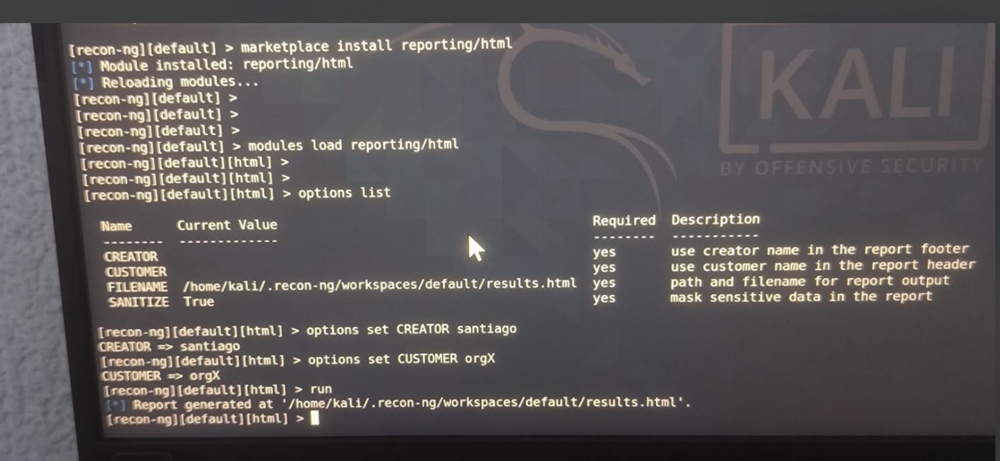 [recon-ng][default] > marketplace install reporting/html
[*] Module installed: reporting/html
[*] Reloading modules...
[recon-ng][default] >
[recon-ng][default] >
[recon-ng][default] >
[recon-ng][default] > modules load reporting/html
[recon-ng][default][html] >
[recon-ng][default][html] >
[recon-ng][default][html] > options list
Name Current Value Required Description
-------- ------------- -------- -----------
CREATOR yes use creator name in the report footer
CUSTOMER yes use customer name in the report header
FILENAME /home/kali/.recon-ng/workspaces/default/results.html yes path and filename for report output
SANITIZE True yes mask sensitive data in the report
[recon-ng][default][html] > options set CREATOR santiago
CREATOR => santiago
[recon-ng][default][html] > options set CUSTOMER orgX
CUSTOMER => orgX
[recon-ng][default][html] > run
[*] Report generated at '/home/kali/.recon-ng/workspaces/default/results.html'.
[recon-ng][default][html] >
KALI
BY OFFENSIVE SECURITY